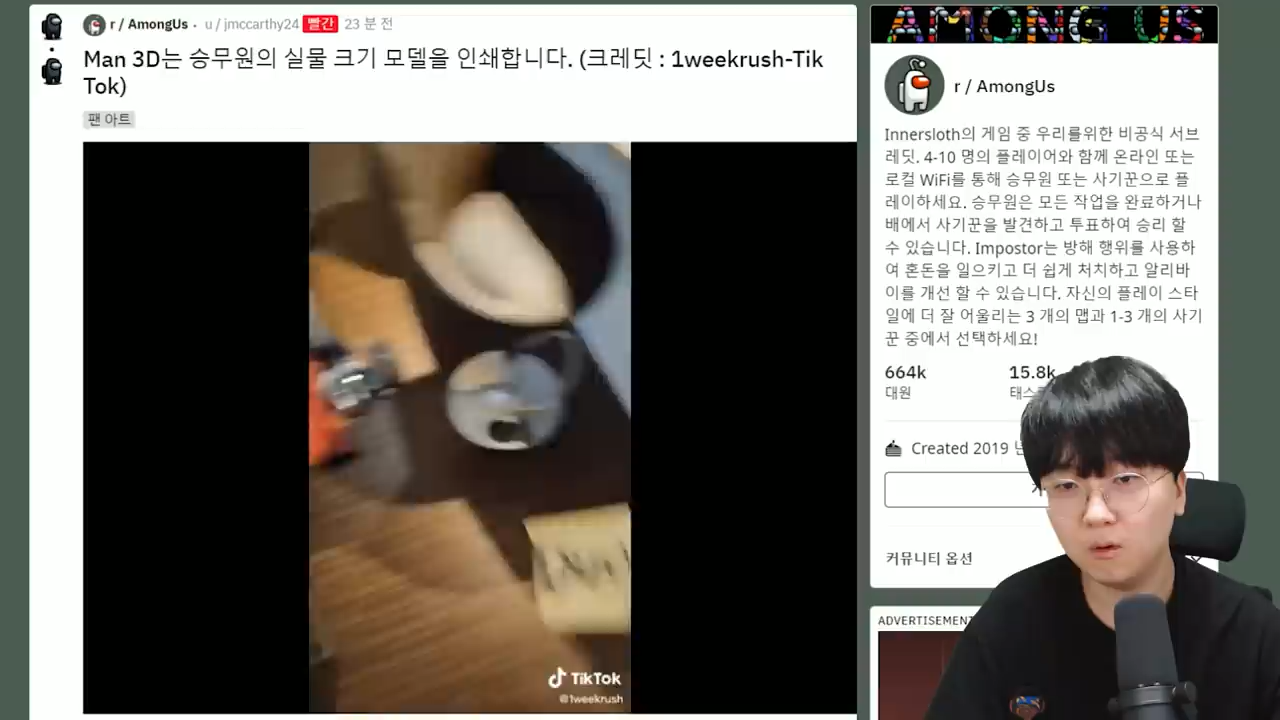 r / AmongUs · u / jmccarthy24 빨간 23 분 전
Man 3D는 승무원의 실물 크기 모델을 인쇄합니다. (크레딧 : 1weekrush-Tik
Tok)
팬 아트
TikTok
@1weekrush
AMONG US
r / AmongUs
Innersloth의 게임 중 우리를위한 비공식 서브
레딧. 4-10 명의 플레이어와 함께 온라인 또는
로컬 WiFi를 통해 승무원 또는 사기꾼으로 플
레이하세요. 승무원은 모든 작업을 완료하거나
배에서 사기꾼을 발견하고 투표하여 승리 할
수 있습니다. Impostor는 방해 행위를 사용하
여 혼돈을 일으키고 더 쉽게 처치하고 알리바
이를 개선 할 수 있습니다. 자신의 플레이 스타
일에 더 잘 어울리는 3 개의 맵과 1-3 개의 사기
꾼 중에서 선택하세요!
664k 15.8k
대원
Created 2019
커뮤니티 옵션
ADVERTISEMENT